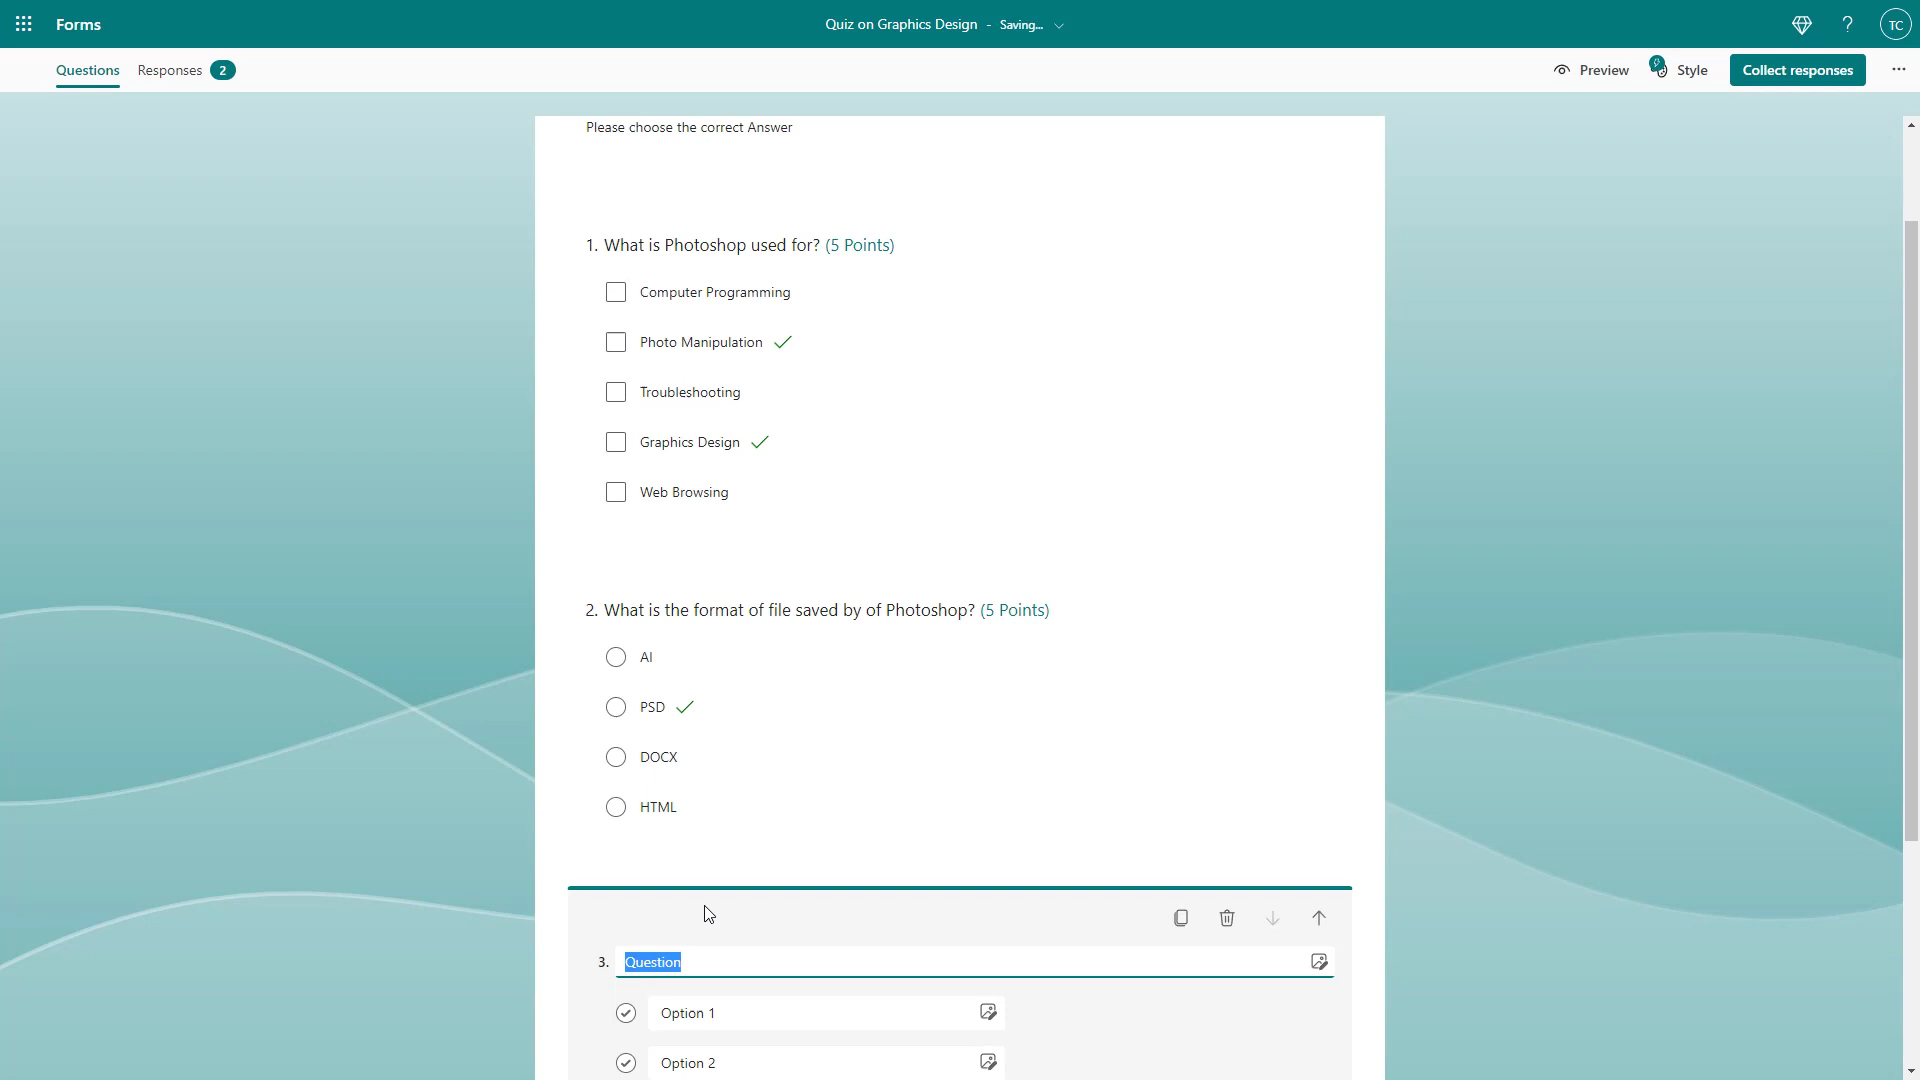 Forms
Quiz on Graphics Design - Saving...
? TC
Questions Responses 2
Preview Style Collect responses ...
Please choose the correct Answer
1. What is Photoshop used for? (5 Points)
Computer Programming
Photo Manipulation
Troubleshooting
Graphics Design
Web Browsing
2. What is the format of file saved by of Photoshop? (5 Points)
AI
PSD
DOCX
HTML
3. Question
Option 1
Option 2